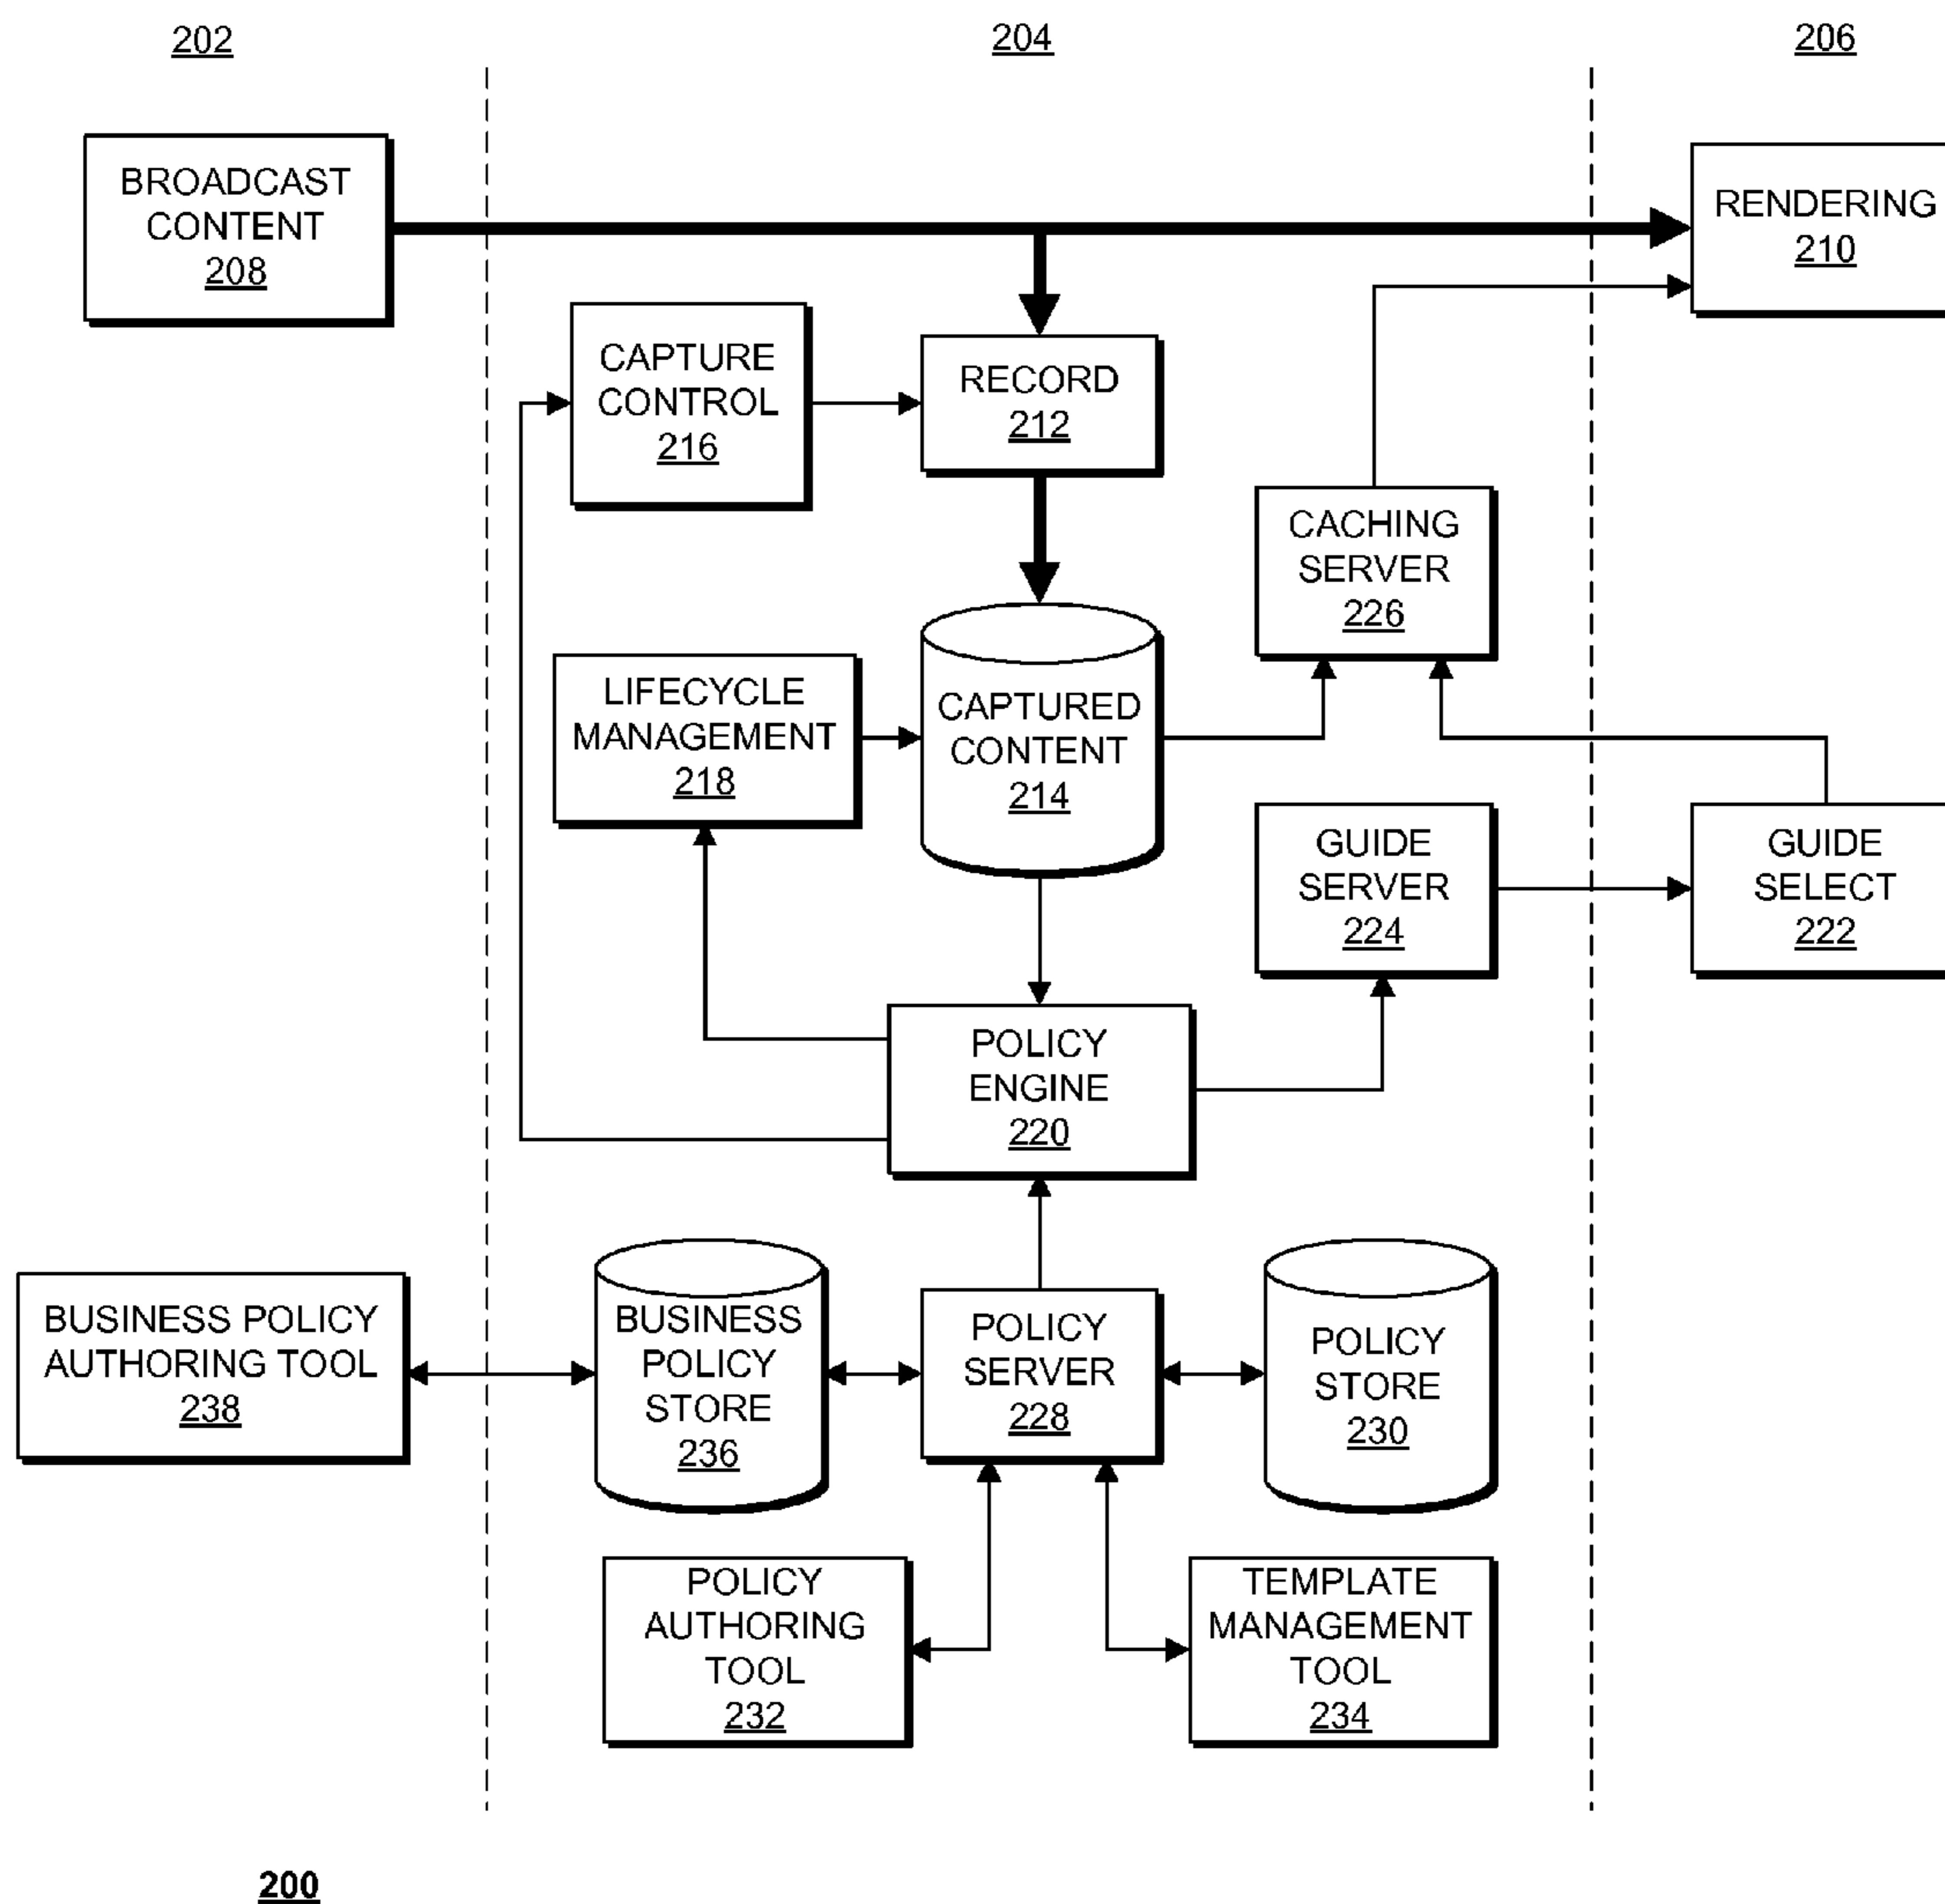 202
204
206
BROADCAST
CONTENT
208
RENDERING
210
CAPTURE
CONTROL
216
RECORD
212
CACHING
SERVER
226
LIFECYCLE
MANAGEMENT
218
CAPTURED
CONTENT
214
GUIDE
SERVER
224
GUIDE
SELECT
222
POLICY
ENGINE
220
BUSINESS POLICY
AUTHORING TOOL
238
BUSINESS
POLICY
STORE
236
POLICY
SERVER
228
POLICY
STORE
230
POLICY
AUTHORING
TOOL
232
TEMPLATE
MANAGEMENT
TOOL
234
200